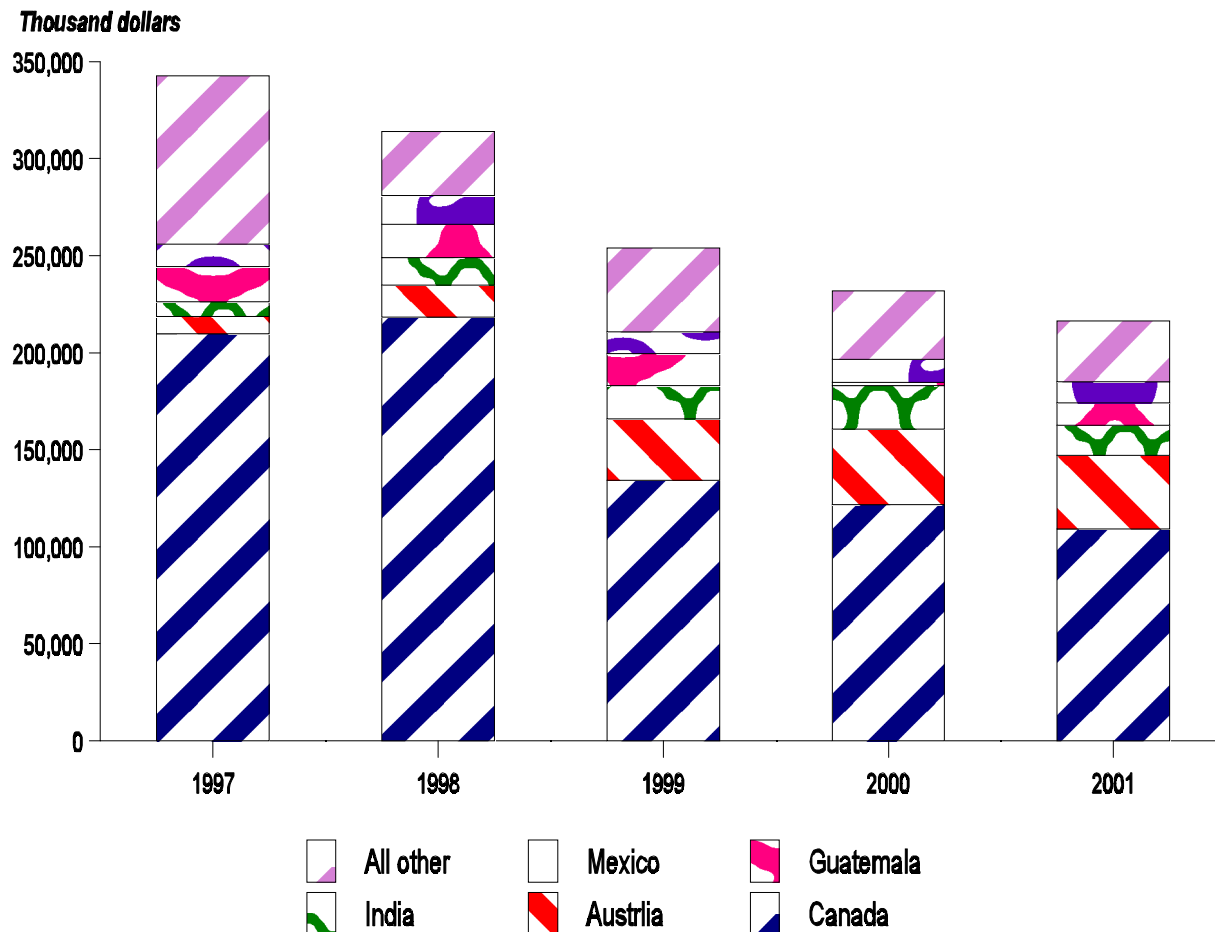 Thousand dollars
350,000
300,000
250,000
200,000
150,000
100,000
50,000
0
1997 1998 1999 2000 2001
All other Mexico Guatemala
India Austrlia Canada